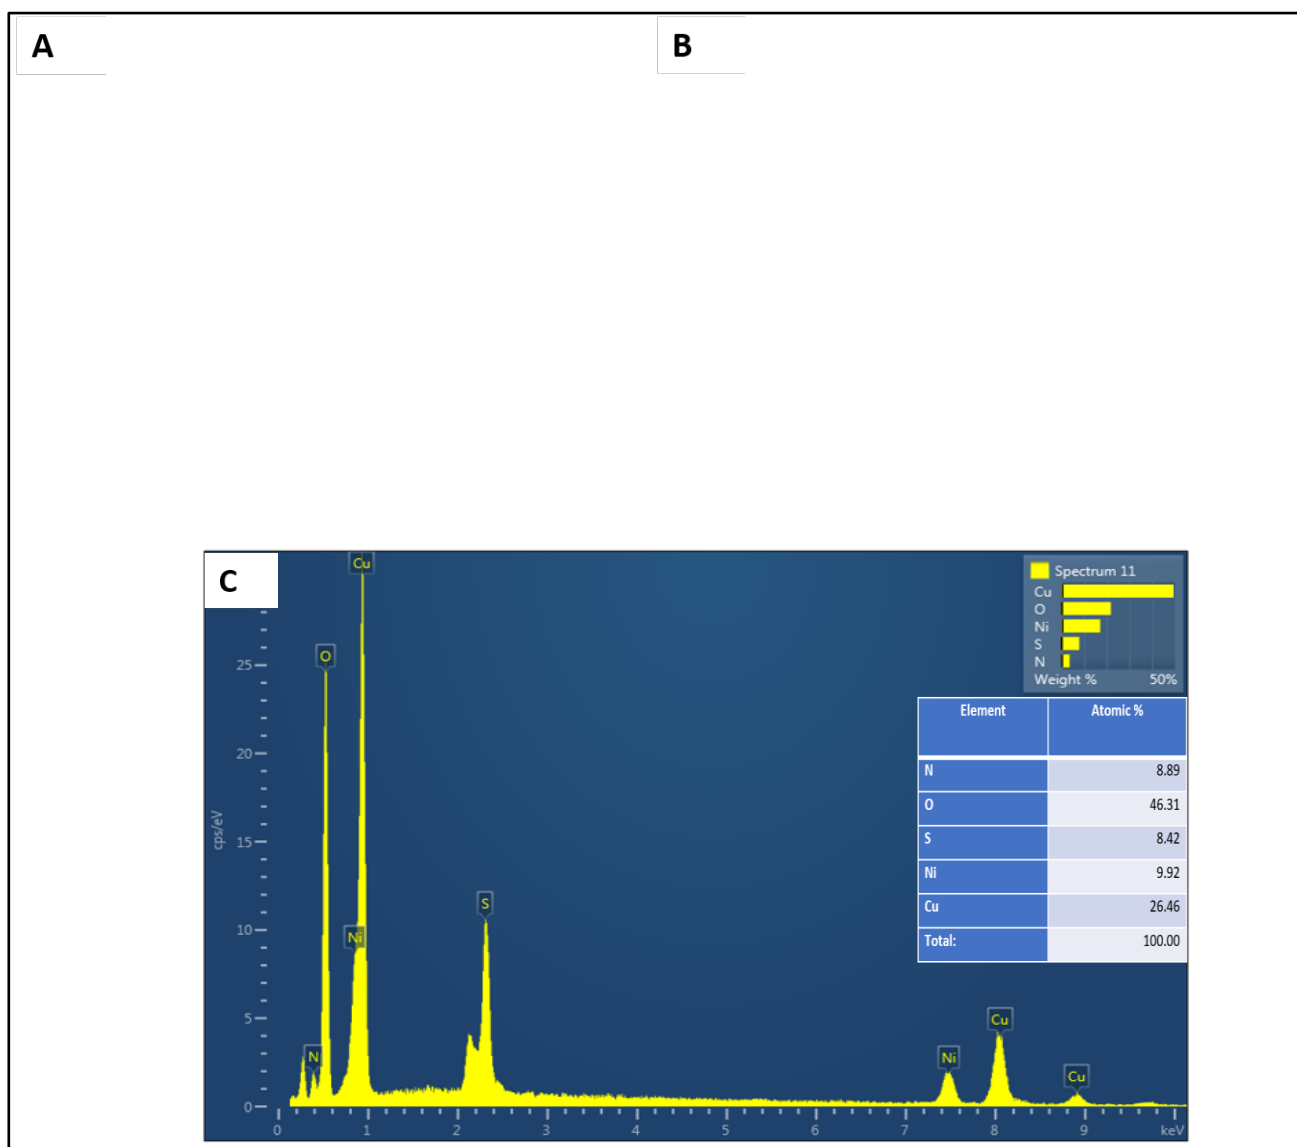 A
B
C
Spectrum 11
Cu
O
Ni
S
N
Weight % 50%
Element Atomic %
N 8.89
O 46.31
S 8.42
Ni 9.92
Cu 26.46
Total: 100.00
Cu
O
25
20
cps/eV
15
10
S
Ni
5
N
Ni
Cu
Cu
0
0 1 2 3 4 5 6 7 8 9 keV